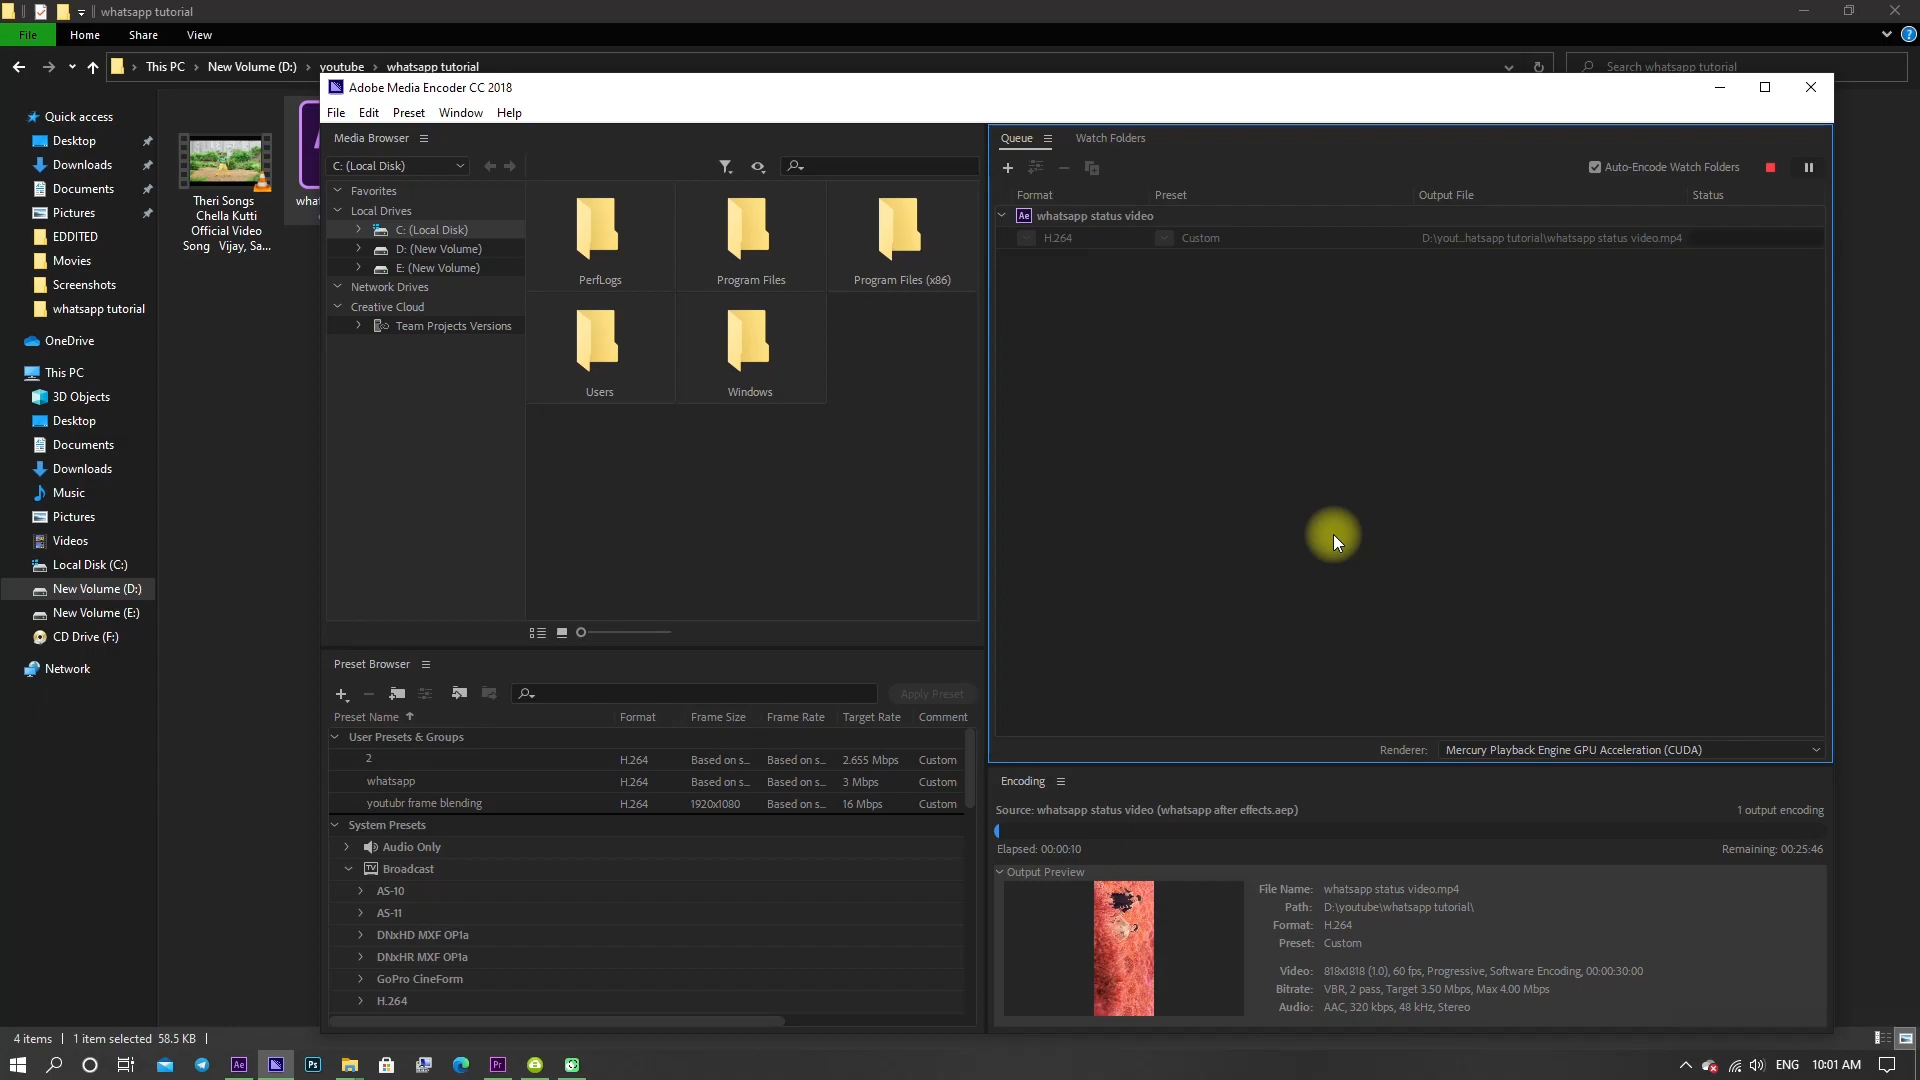 whatsapp tutorial
File Home Share View
This PC New Volume (D:) youtube whatsapp tutorial
Search whatsapp tutorial
Quick access
Desktop
Downloads
Documents
Pictures
EDDITED
Movies
Screenshots
whatsapp tutorial
OneDrive
This PC
3D Objects
Desktop
Documents
Downloads
Music
Pictures
Videos
Local Disk (C:)
New Volume (D:)
New Volume (E:)
CD Drive (F:)
Network
Theri Songs
Chella Kutti
Official Video
Song Vijay, Sa...
Adobe Media Encoder CC 2018
File Edit Preset Window Help
Media Browser
C: (Local Disk)
Favorites
Local Drives
C: (Local Disk)
D: (New Volume)
E: (New Volume)
Network Drives
Creative Cloud
Team Projects Versions
PerfLogs
Program Files
Program Files (x86)
Users
Windows
Preset Browser
Apply Preset
Preset Name Format Frame Size Frame Rate Target Rate Comment
User Presets & Groups
2 H.264 Based on s... Based on s... 2.655 Mbps Custom
whatsapp H.264 Based on s... Based on s... 3 Mbps Custom
youtubr frame blending H.264 1920x1080 Based on s... 16 Mbps Custom
System Presets
Audio Only
TV Broadcast
AS-10
AS-11
DNxHD MXF OP1a
DNxHR MXF OP1a
GoPro CineForm
H.264
Queue Watch Folders
Auto-Encode Watch Folders
Format Preset Output File Status
Ae whatsapp status video
H.264 Custom D:\yout...hatsapp tutorial\whatsapp status video.mp4
Renderer: Mercury Playback Engine GPU Acceleration (CUDA)
Encoding
Source: whatsapp status video (whatsapp after effects.aep) 1 output encoding
Elapsed: 00:00:10 Remaining: 00:25:46
Output Preview
File Name: whatsapp status video.mp4
Path: D:\youtube\whatsapp tutorial\
Format: H.264
Preset: Custom
Video: 818x1818 (1.0), 60 fps, Progressive, Software Encoding, 00:00:30:00
Bitrate: VBR, 2 pass, Target 3.50 Mbps, Max 4.00 Mbps
Audio: AAC, 320 kbps, 48 kHz, Stereo
4 items 1 item selected 58.5 KB
Ae Ps Pr ENG 10:01 AM